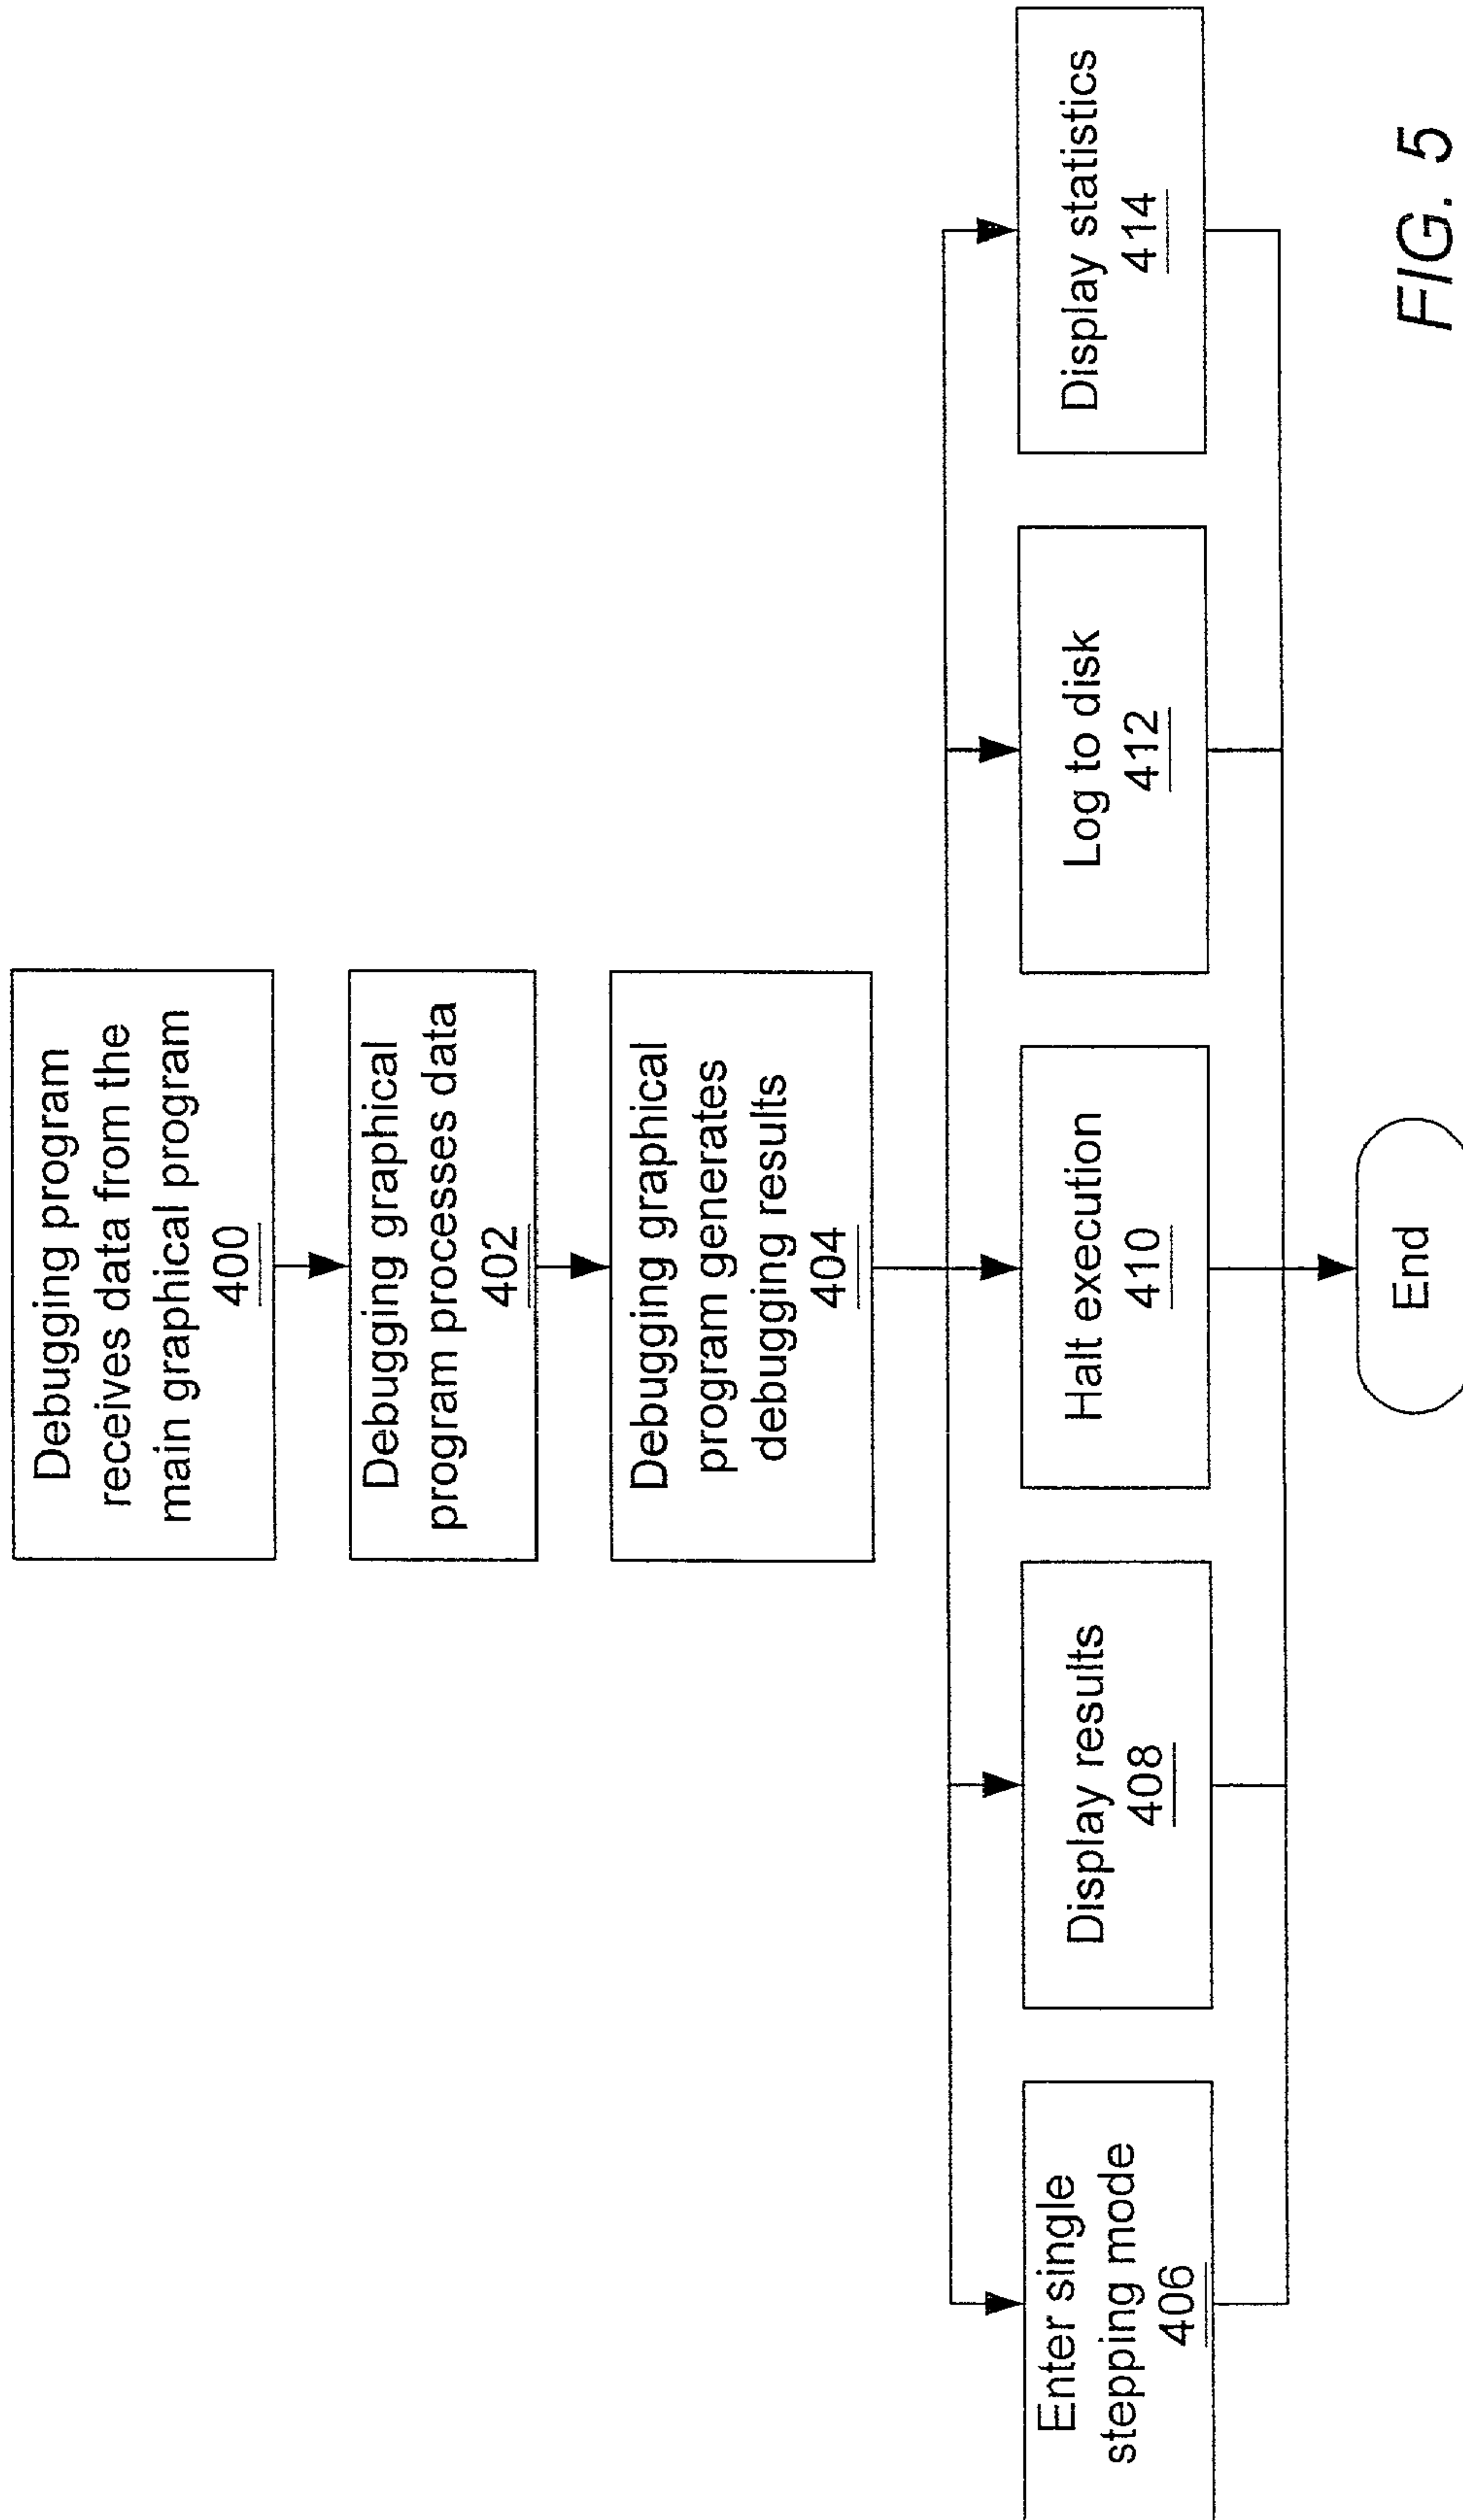 Debugging program
receives data from the
main graphical program
400
Debugging graphical
program processes data
402
Debugging graphical
program generates
debugging results
404
Enter single
stepping mode
406
Display results
408
Halt execution
410
Log to disk
412
Display statistics
414
End
FIG. 5